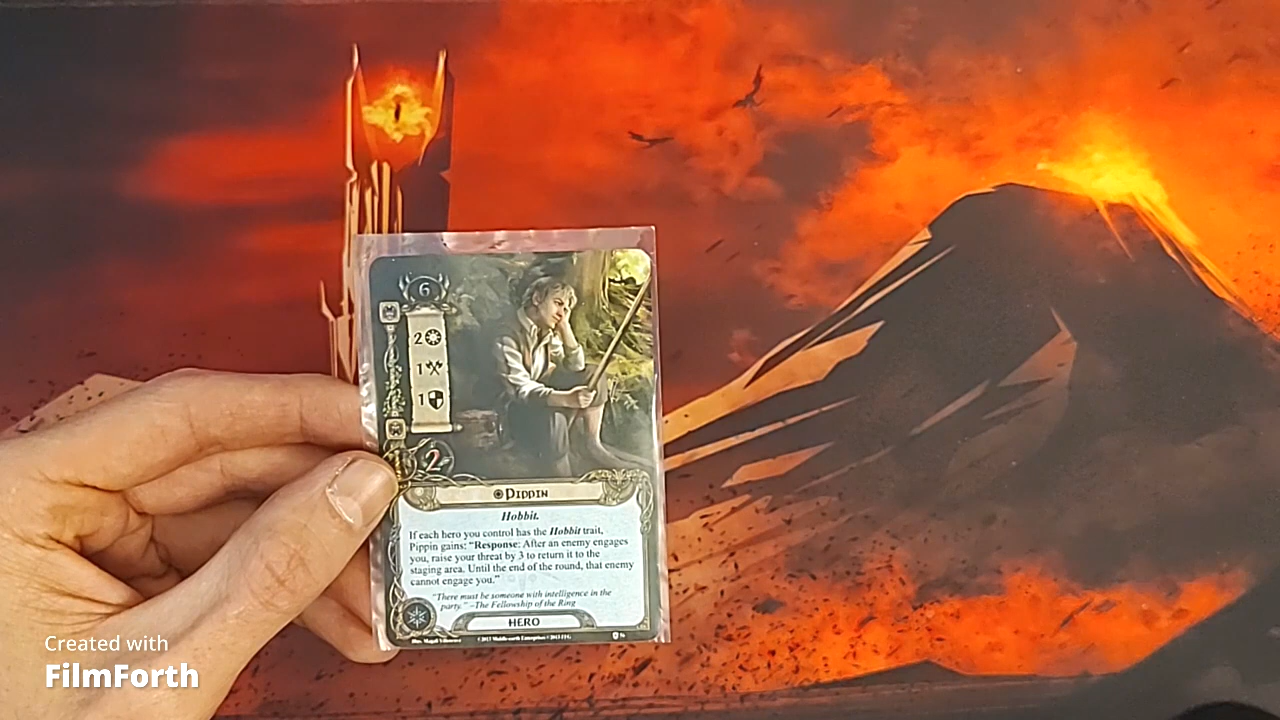 6
2
1
1
2
Pippin
Hobbit.
If each hero you control has the Hobbit trait,
Pippin gains: "Response: After an enemy engages
you, raise your threat by 3 to return it to the
staging area. Until the end of the round, that enemy
cannot engage you."
"There must be someone with intelligence in the
party." –The Fellowship of the Ring
HERO
Created with
FilmForth